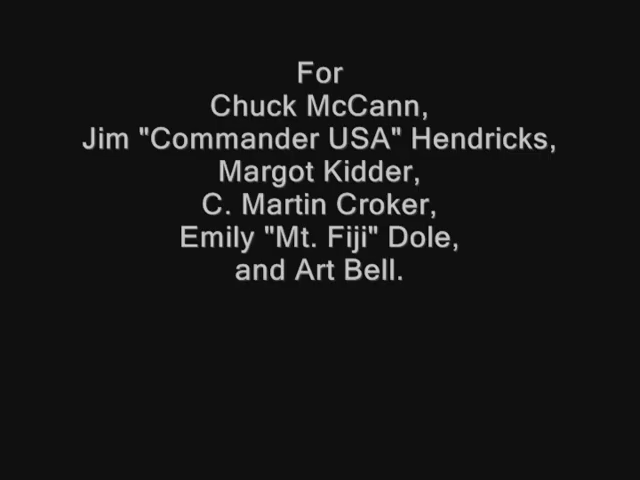 For
Chuck McCann,
Jim "Commander USA" Hendricks,
Margot Kidder,
C. Martin Croker,
Emily "Mt. Fiji" Dole,
and Art Bell.